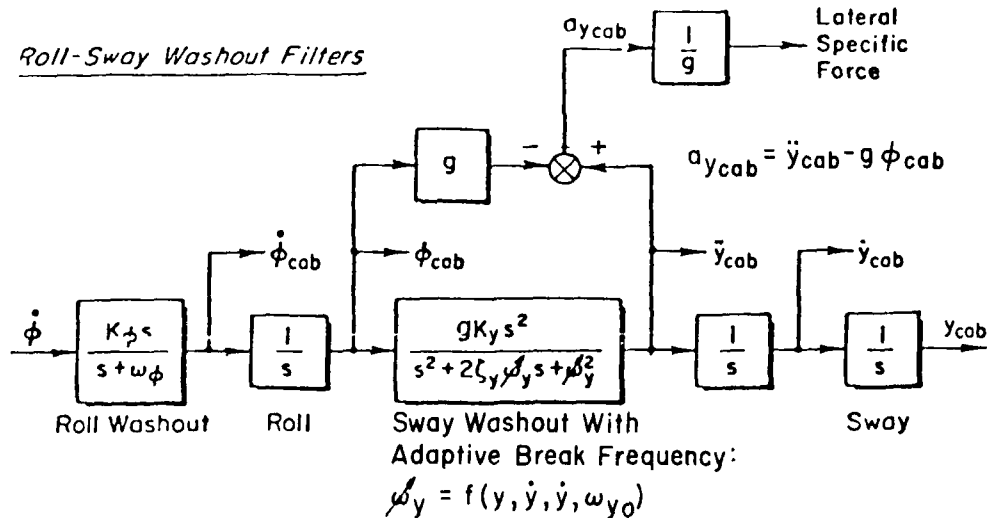 Roll-Sway Washout Filters
a_ycab
1/g
Lateral
Specific
Force
g
− +
a_ycab = ÿ_cab − g ϕ_cab
ϕ̇_cab
ϕ_cab
ÿ_cab
ẏ_cab
ϕ̇
K_ϕ s / (s + ω_ϕ)
1/s
gK_y s² / (s² + 2ζ_y ω_y s + ω_y²)
1/s
1/s
y_cab
Roll Washout
Roll
Sway Washout With
Adaptive Break Frequency:
ω_y = f(y, ẏ, ẏ, ω_yo)
Sway